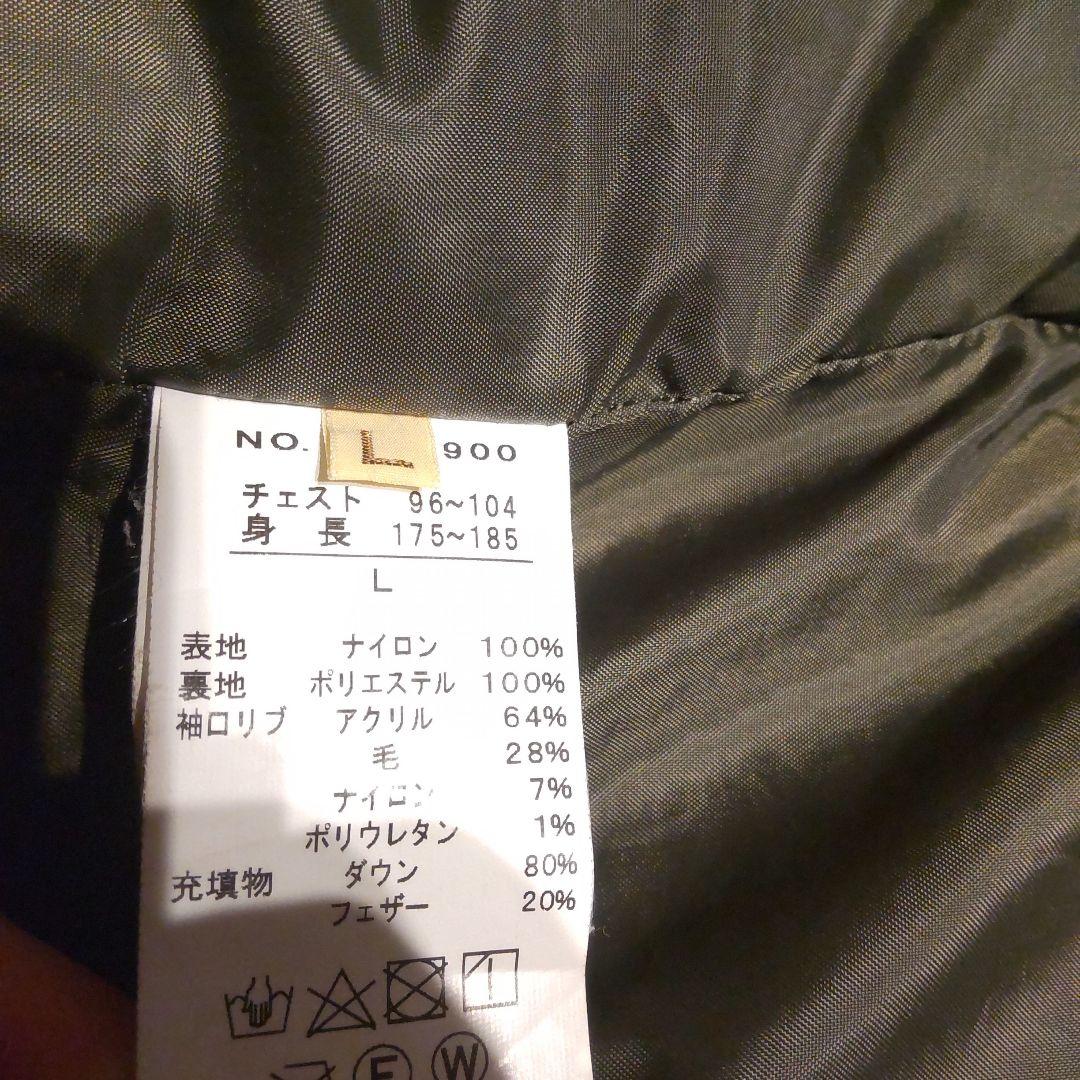 NO. L 900
チェスト 96~104
身長 175~185
L
表地 ナイロン 100%
裏地 ポリエステル 100%
袖口リブ アクリル 64%
毛 28%
ナイロン 7%
ポリウレタン 1%
充填物 ダウン 80%
フェザー 20%
F W